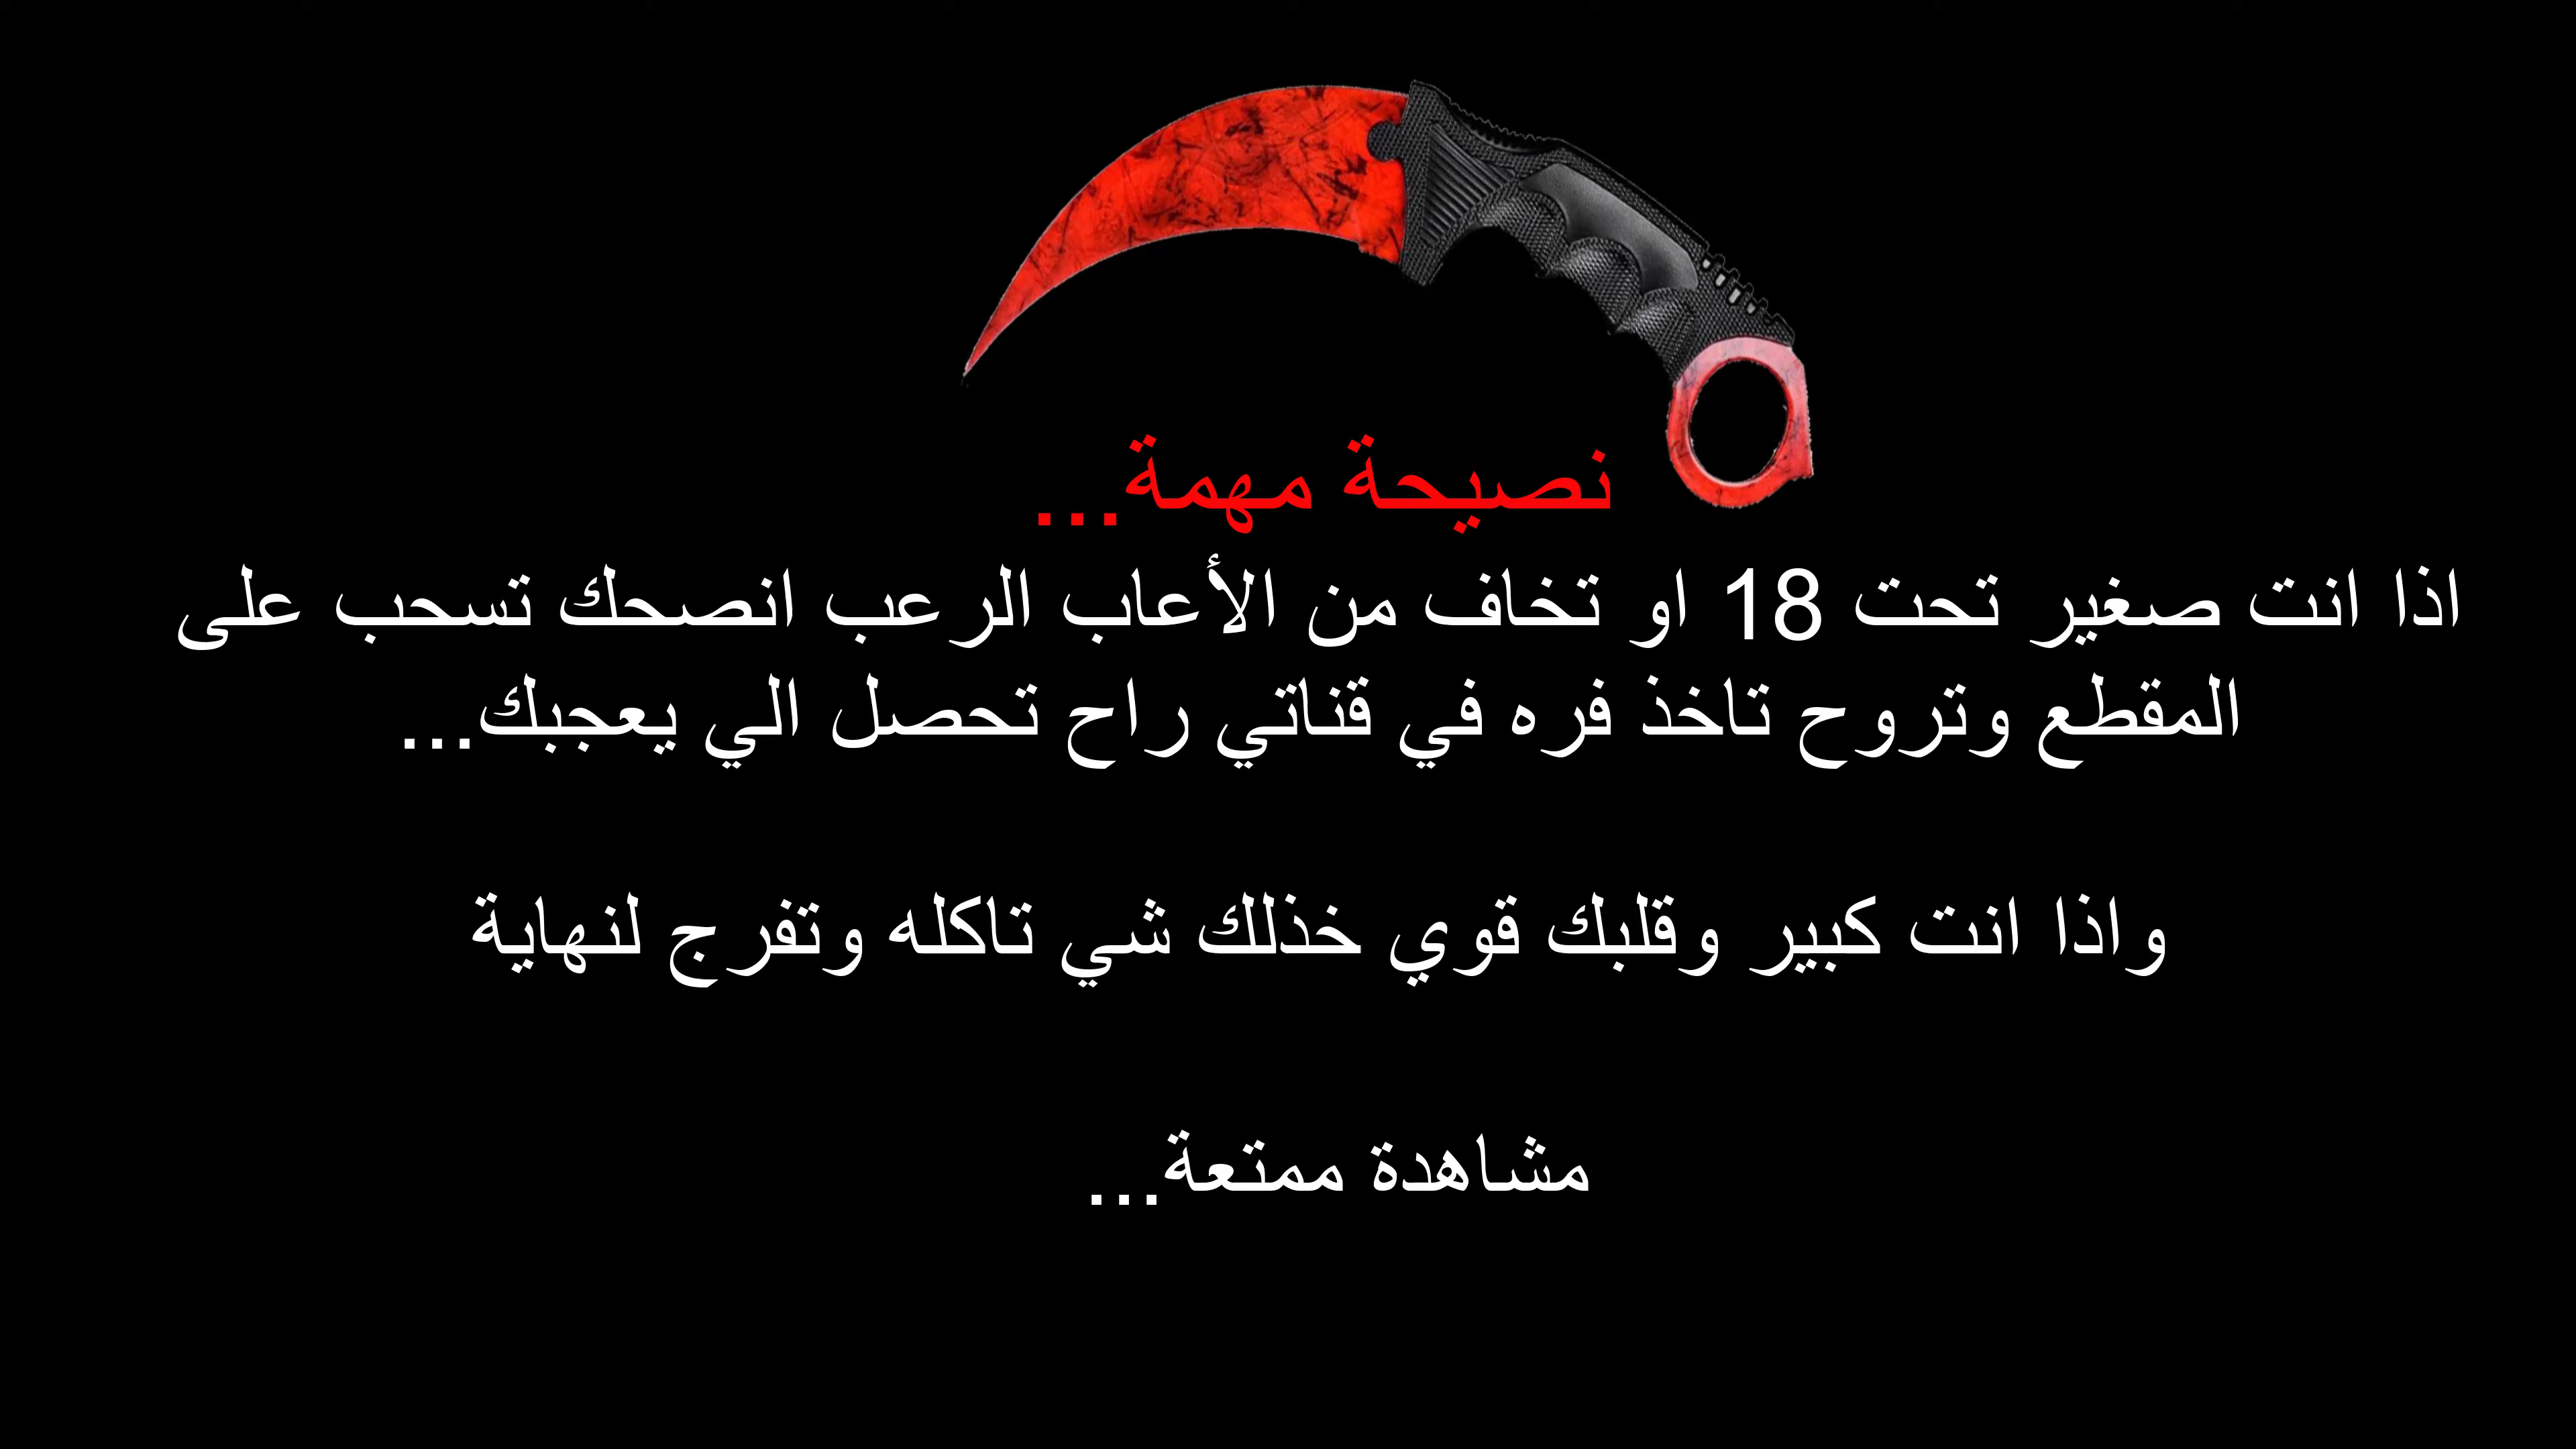 نصيحة مهمة...
اذا انت صغير تحت 18 او تخاف من الأعاب الرعب انصحك تسحب على
المقطع وتروح تاخذ فره في قناتي راح تحصل الي يعجبك...
واذا انت كبير وقلبك قوي خذلك شي تاكله وتفرج لنهاية
مشاهدة ممتعة...